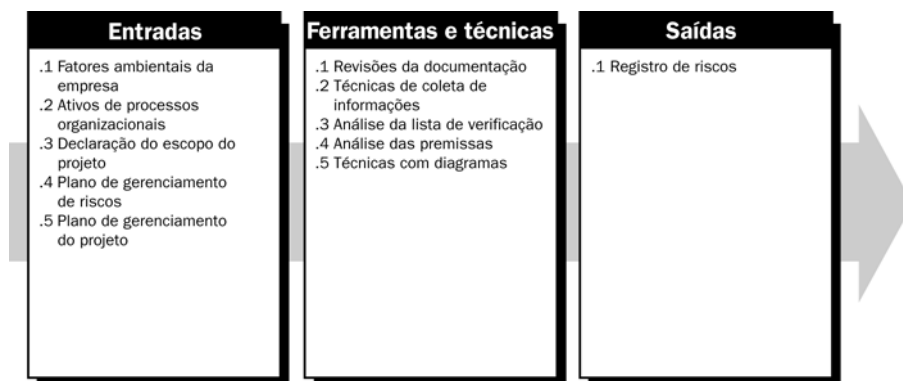 Entradas
.1 Fatores ambientais da
empresa
.2 Ativos de processos
organizacionais
.3 Declaração do escopo do
projeto
.4 Plano de gerenciamento
de riscos
.5 Plano de gerenciamento
do projeto
Ferramentas e técnicas
.1 Revisões da documentação
.2 Técnicas de coleta de
informações
.3 Análise da lista de verificação
.4 Análise das premissas
.5 Técnicas com diagramas
Saídas
.1 Registro de riscos